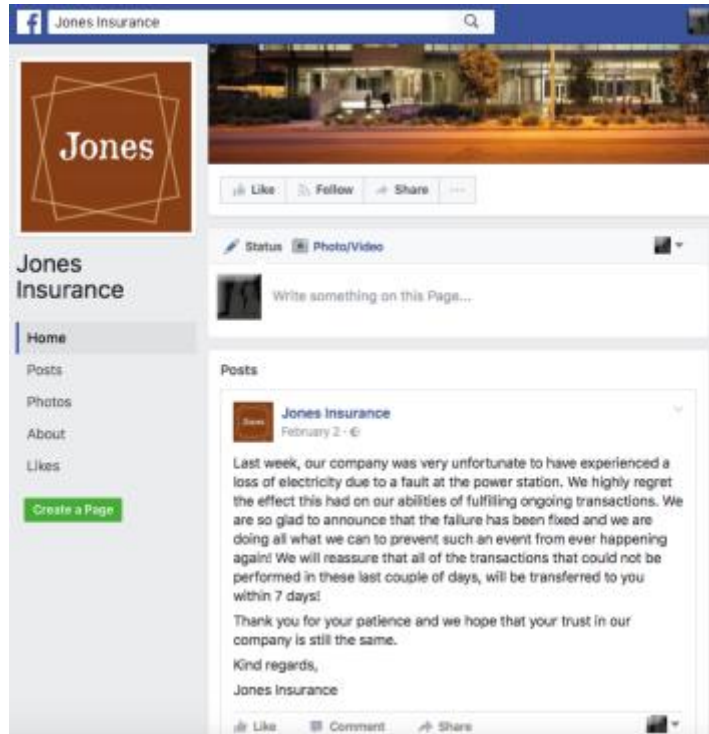 f Jones Insurance
Jones
Like Follow Share ...
Status Photo/Video
Jones
Insurance
Write something on this Page...
Home
Posts
Photos
About
Likes
Create a Page
Posts
Jones
Jones Insurance
February 2 ·
Last week, our company was very unfortunate to have experienced a
loss of electricity due to a fault at the power station. We highly regret
the effect this had on our abilities of fulfilling ongoing transactions. We
are so glad to announce that the failure has been fixed and we are
doing all what we can to prevent such an event from ever happening
again! We will reassure that all of the transactions that could not be
performed in these last couple of days, will be transferred to you
within 7 days!
Thank you for your patience and we hope that your trust in our
company is still the same.
Kind regards,
Jones Insurance
Like Comment Share